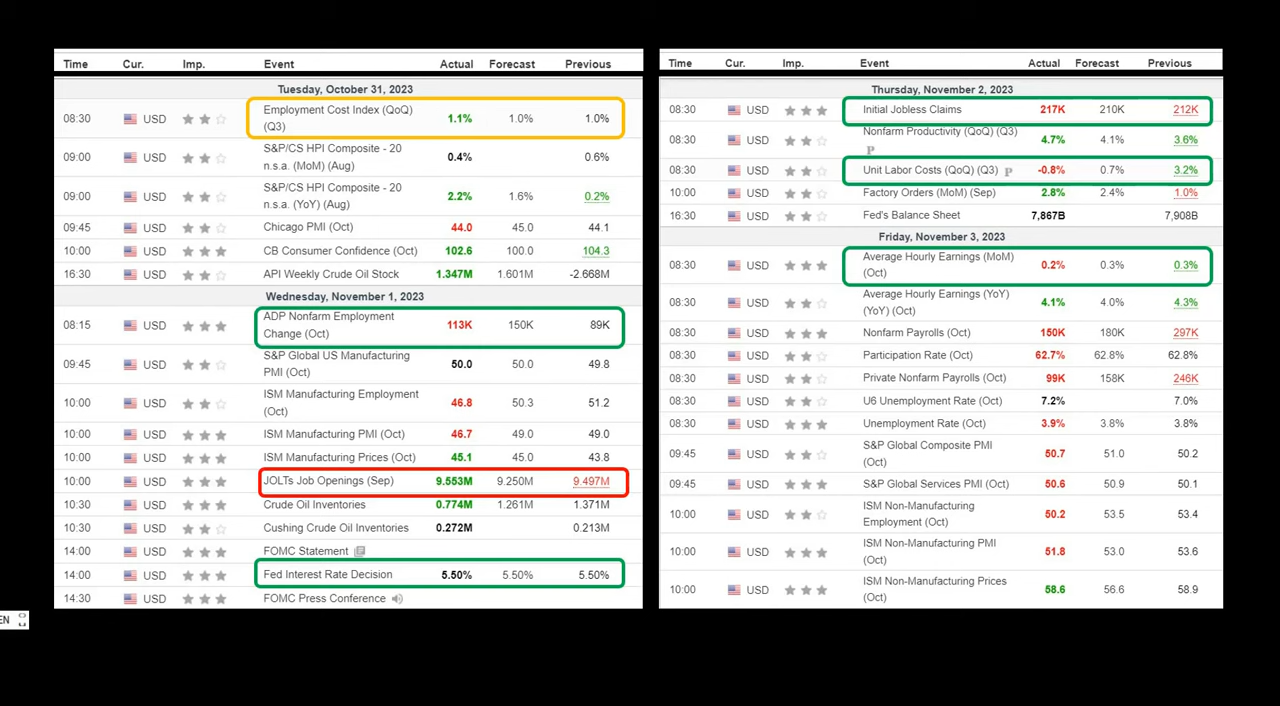 Time Cur. Imp. Event Actual Forecast Previous
Tuesday, October 31, 2023
08:30 USD Employment Cost Index (QoQ) (Q3) 1.1% 1.0% 1.0%
09:00 USD S&P/CS HPI Composite - 20 n.s.a. (MoM) (Aug) 0.4% 0.6%
09:00 USD S&P/CS HPI Composite - 20 n.s.a. (YoY) (Aug) 2.2% 1.6% 0.2%
09:45 USD Chicago PMI (Oct) 44.0 45.0 44.1
10:00 USD CB Consumer Confidence (Oct) 102.6 100.0 104.3
16:30 USD API Weekly Crude Oil Stock 1.347M 1.601M -2.668M
Wednesday, November 1, 2023
08:15 USD ADP Nonfarm Employment Change (Oct) 113K 150K 89K
09:45 USD S&P Global US Manufacturing PMI (Oct) 50.0 50.0 49.8
10:00 USD ISM Manufacturing Employment (Oct) 46.8 50.3 51.2
10:00 USD ISM Manufacturing PMI (Oct) 46.7 49.0 49.0
10:00 USD ISM Manufacturing Prices (Oct) 45.1 45.0 43.8
10:00 USD JOLTs Job Openings (Sep) 9.553M 9.250M 9.497M
10:30 USD Crude Oil Inventories 0.774M 1.261M 1.371M
10:30 USD Cushing Crude Oil Inventories 0.272M 0.213M
14:00 USD FOMC Statement
14:00 USD Fed Interest Rate Decision 5.50% 5.50% 5.50%
14:30 USD FOMC Press Conference
EN
Time Cur. Imp. Event Actual Forecast Previous
Thursday, November 2, 2023
08:30 USD Initial Jobless Claims 217K 210K 212K
08:30 USD Nonfarm Productivity (QoQ) (Q3) P 4.7% 4.1% 3.6%
08:30 USD Unit Labor Costs (QoQ) (Q3) P -0.8% 0.7% 3.2%
10:00 USD Factory Orders (MoM) (Sep) 2.8% 2.4% 1.0%
16:30 USD Fed's Balance Sheet 7,867B 7,908B
Friday, November 3, 2023
08:30 USD Average Hourly Earnings (MoM) (Oct) 0.2% 0.3% 0.3%
08:30 USD Average Hourly Earnings (YoY) (YoY) (Oct) 4.1% 4.0% 4.3%
08:30 USD Nonfarm Payrolls (Oct) 150K 180K 297K
08:30 USD Participation Rate (Oct) 62.7% 62.8% 62.8%
08:30 USD Private Nonfarm Payrolls (Oct) 99K 158K 246K
08:30 USD U6 Unemployment Rate (Oct) 7.2% 7.0%
08:30 USD Unemployment Rate (Oct) 3.9% 3.8% 3.8%
09:45 USD S&P Global Composite PMI (Oct) 50.7 51.0 50.2
09:45 USD S&P Global Services PMI (Oct) 50.6 50.9 50.1
10:00 USD ISM Non-Manufacturing Employment (Oct) 50.2 53.5 53.4
10:00 USD ISM Non-Manufacturing PMI (Oct) 51.8 53.0 53.6
10:00 USD ISM Non-Manufacturing Prices (Oct) 58.6 56.6 58.9